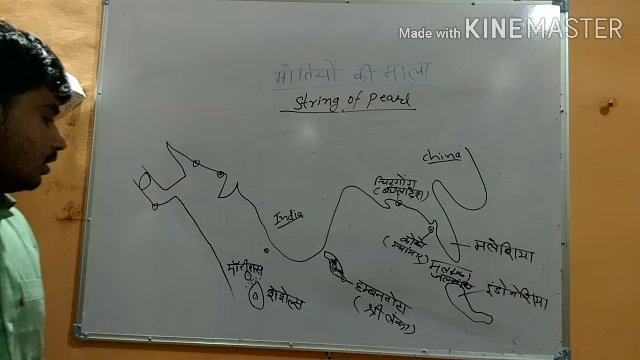 Made with KINEMASTER
मोतियो की माला
String of Pearl
China
चिटगोंग
(बंग्लादेश)
India
कोको
(म्यांमार)
मलेशिया
मॉरीशस
शेशेल्स
हम्बनटोटा
(श्री लंका)
इंडोनेशिया